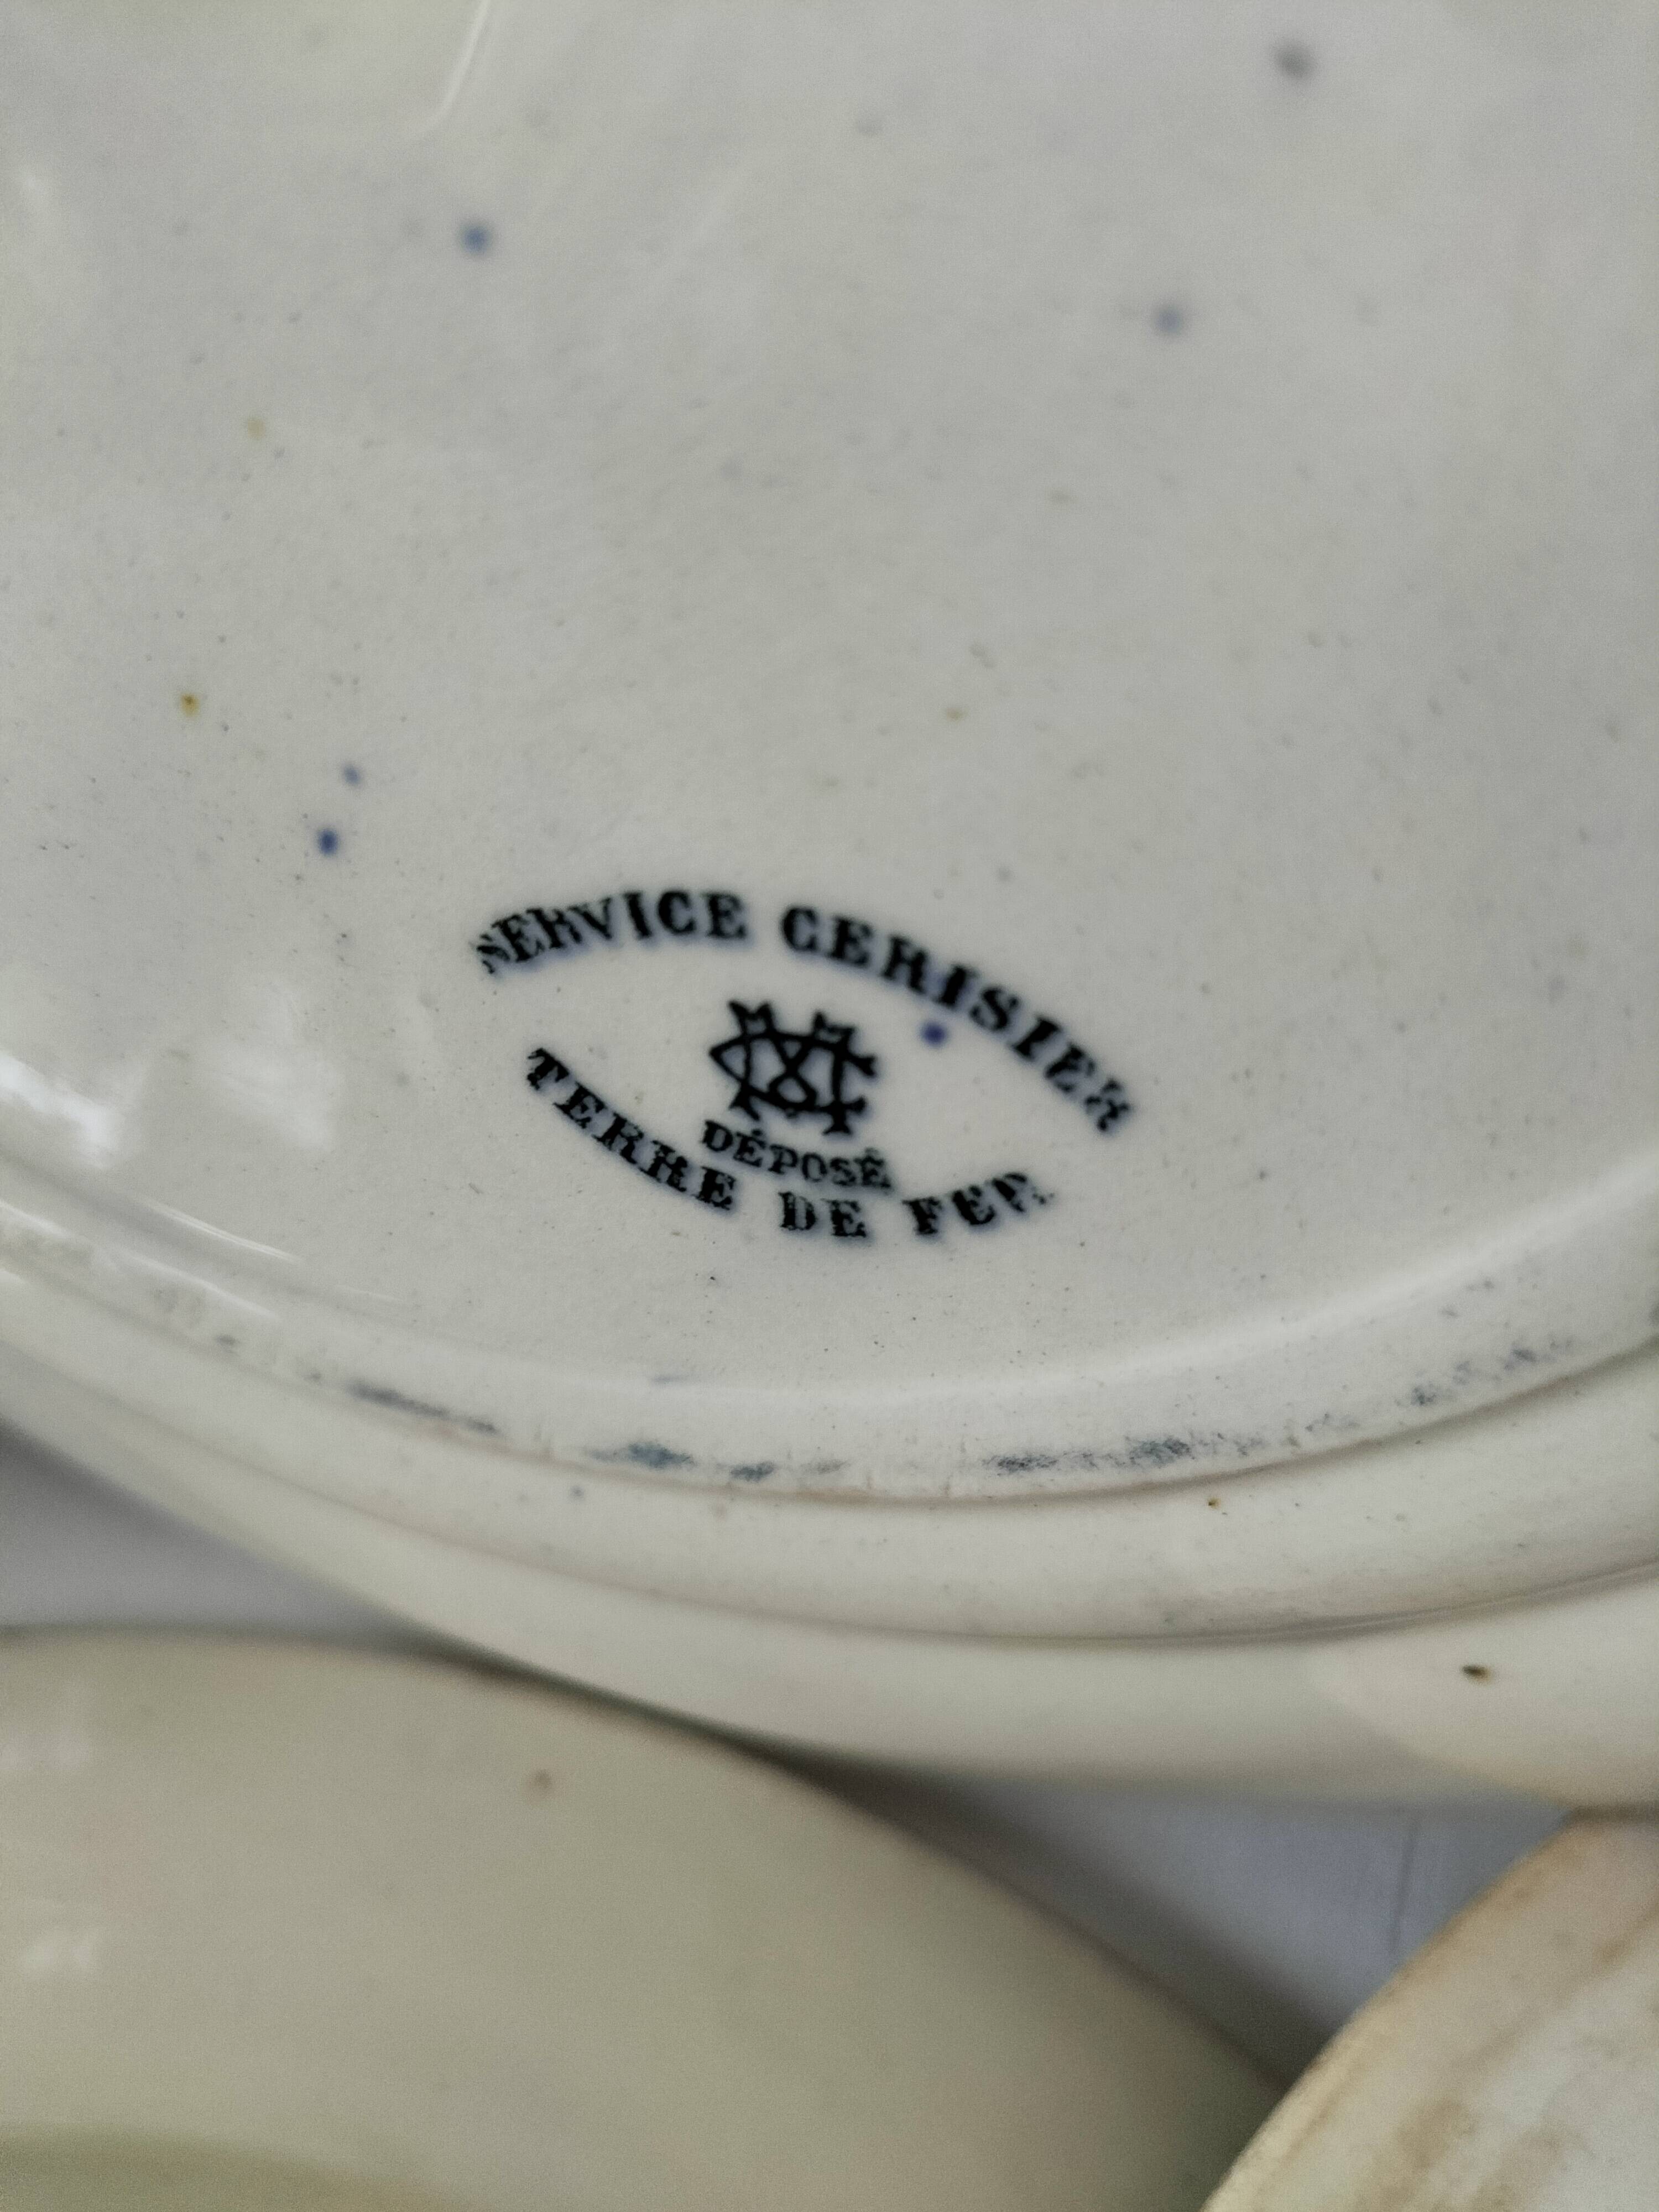 SERVICE CERISIER
DÉPOSÉ
TERRE DE FER